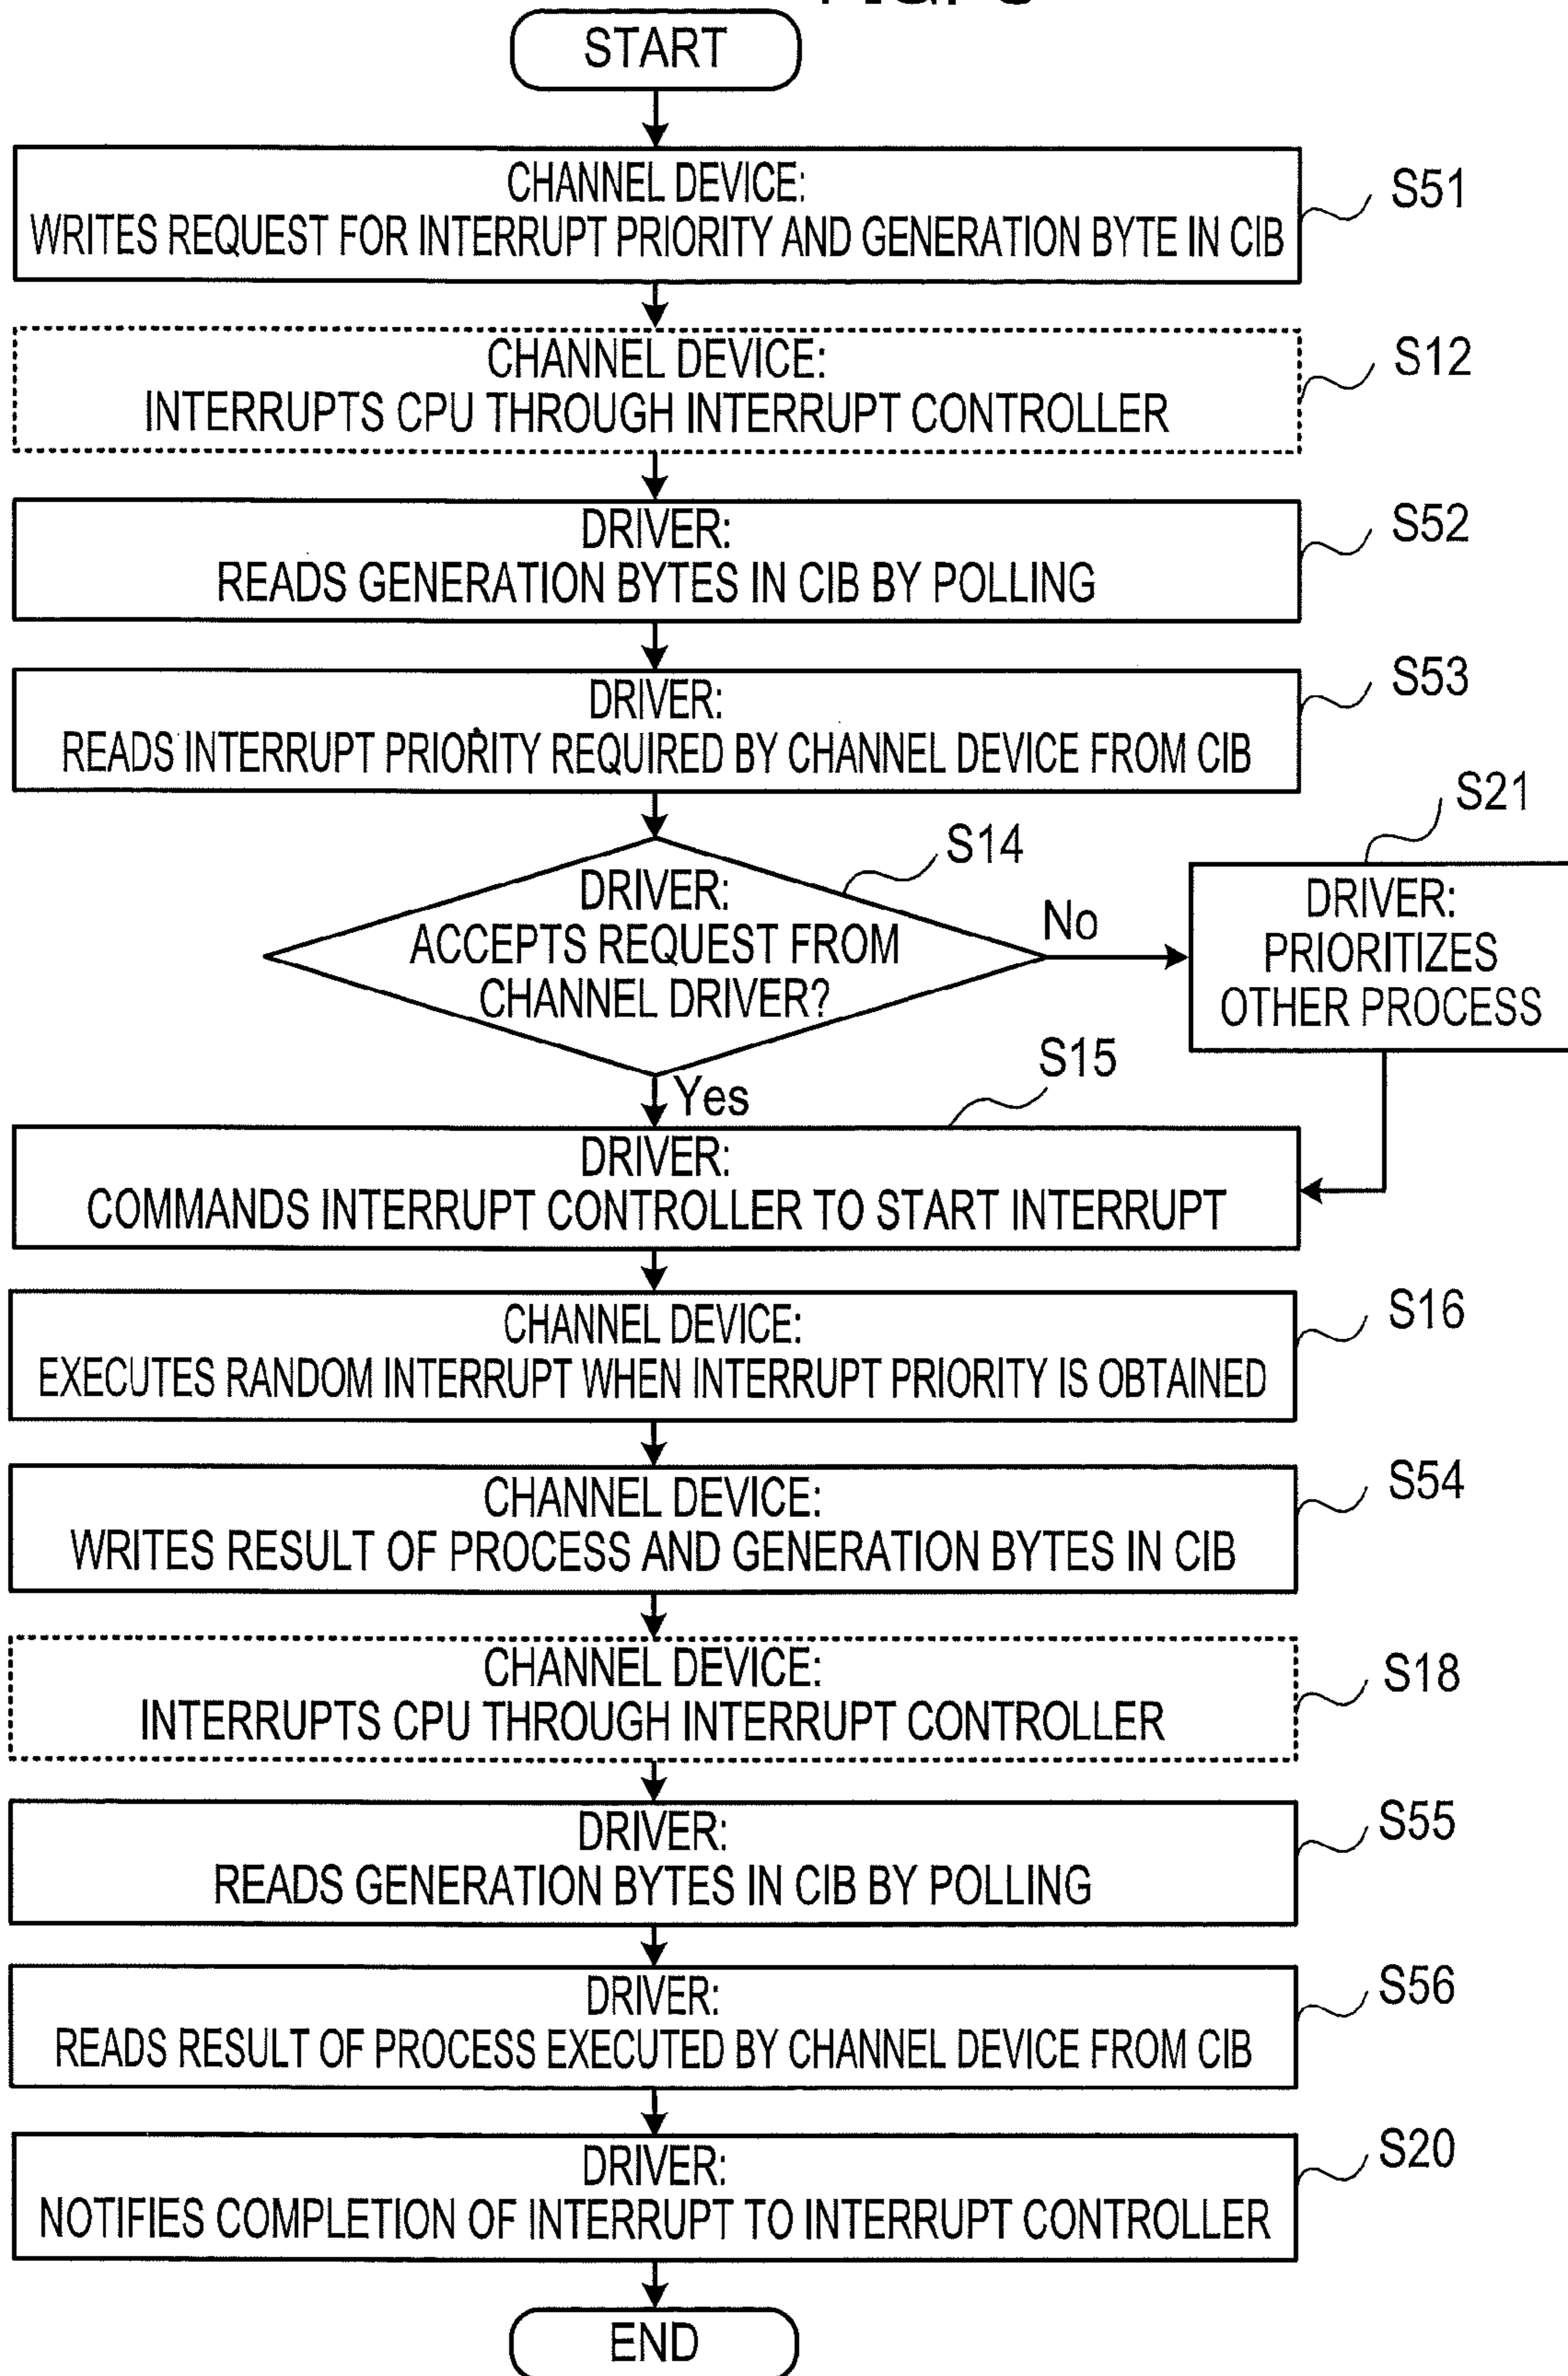 START
CHANNEL DEVICE:
WRITES REQUEST FOR INTERRUPT PRIORITY AND GENERATION BYTE IN CIB
S51
CHANNEL DEVICE:
INTERRUPTS CPU THROUGH INTERRUPT CONTROLLER
S12
DRIVER:
READS GENERATION BYTES IN CIB BY POLLING
S52
DRIVER:
READS INTERRUPT PRIORITY REQUIRED BY CHANNEL DEVICE FROM CIB
S53
DRIVER:
ACCEPTS REQUEST FROM
CHANNEL DRIVER?
S14
No
S21
DRIVER:
PRIORITIZES
OTHER PROCESS
Yes
S15
DRIVER:
COMMANDS INTERRUPT CONTROLLER TO START INTERRUPT
CHANNEL DEVICE:
EXECUTES RANDOM INTERRUPT WHEN INTERRUPT PRIORITY IS OBTAINED
S16
CHANNEL DEVICE:
WRITES RESULT OF PROCESS AND GENERATION BYTES IN CIB
S54
CHANNEL DEVICE:
INTERRUPTS CPU THROUGH INTERRUPT CONTROLLER
S18
DRIVER:
READS GENERATION BYTES IN CIB BY POLLING
S55
DRIVER:
READS RESULT OF PROCESS EXECUTED BY CHANNEL DEVICE FROM CIB
S56
DRIVER:
NOTIFIES COMPLETION OF INTERRUPT TO INTERRUPT CONTROLLER
S20
END